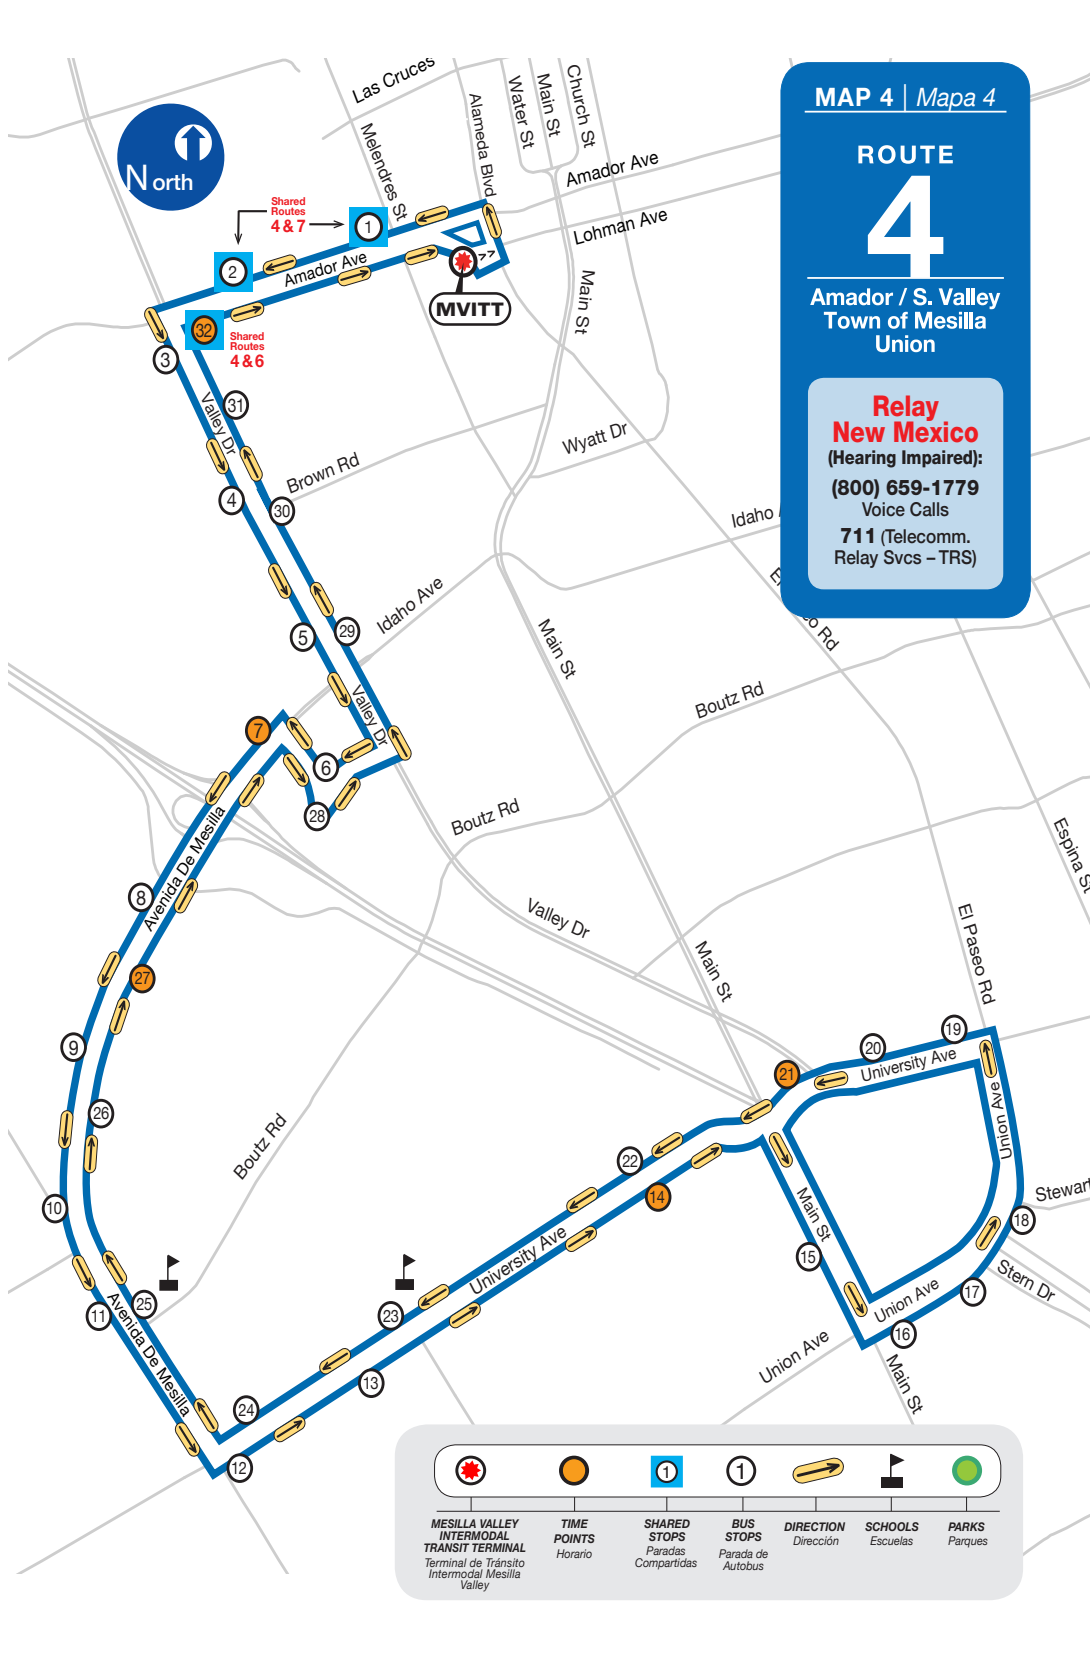 MAP 4 | Mapa 4
ROUTE
4
Amador / S. Valley
Town of Mesilla
Union
Relay
New Mexico
(Hearing Impaired):
(800) 659-1779
Voice Calls
711 (Telecomm.
Relay Svcs – TRS)
North
Las Cruces
Melendres St
Alameda Blvd
Water St
Main St
Church St
Amador Ave
Lohman Ave
Shared
Routes
4 & 7
1
2
Amador Ave
>>
MVITT
Main St
32
Shared
Routes
4 & 6
3
31
Valley Dr
Wyatt Dr
Brown Rd
4
30
Idaho
Idaho Ave
El Paseo Rd
5
29
Main St
Valley Dr
Boutz Rd
7
6
28
Boutz Rd
Avenida De Mesilla
Espina St
8
Valley Dr
El Paseo Rd
Main St
27
9
19
20
University Ave
21
26
Union Ave
Boutz Rd
22
14
Stewart
10
Main St
18
15
University Ave
Stern Dr
17
25
11
Avenida De Mesilla
23
Union Ave
16
Union Ave
Main St
13
24
12
1
1
MESILLA VALLEY
INTERMODAL
TRANSIT TERMINAL
Terminal de Tránsito
Intermodal Mesilla
Valley
TIME
POINTS
Horario
SHARED
STOPS
Paradas
Compartidas
BUS
STOPS
Parada de
Autobus
DIRECTION
Dirección
SCHOOLS
Escuelas
PARKS
Parques